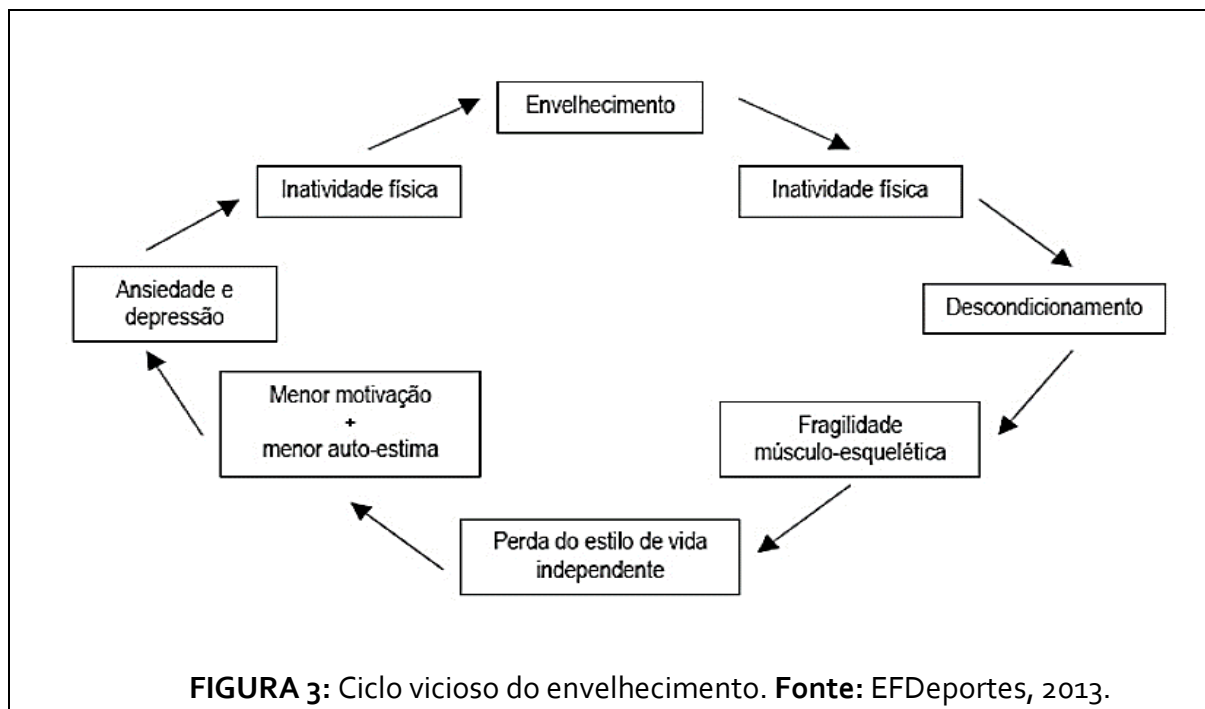 Envelhecimento
Inatividade física
Descondicionamento
Fragilidade
músculo-esquelética
Perda do estilo de vida
independente
Menor motivação
+
menor auto-estima
Ansiedade e
depressão
Inatividade física
FIGURA 3: Ciclo vicioso do envelhecimento. Fonte: EFDeportes, 2013.